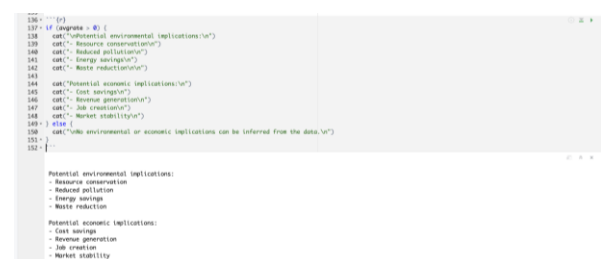 136 ```{r}
137 if (avgrate > 0) {
138 cat("\nPotential environmental implications:\n")
139 cat("- Resource conservation\n")
140 cat("- Reduced pollution\n")
141 cat("- Energy savings\n")
142 cat("- Waste reduction\n\n")
143
144 cat("Potential economic implications:\n")
145 cat("- Cost savings\n")
146 cat("- Revenue generation\n")
147 cat("- Job creation\n")
148 cat("- Market stability\n")
149 } else {
150 cat("\nNo environmental or economic implications can be inferred from the data.\n")
151 }
152 ```
Potential environmental implications:
- Resource conservation
- Reduced pollution
- Energy savings
- Waste reduction
Potential economic implications:
- Cost savings
- Revenue generation
- Job creation
- Market stability